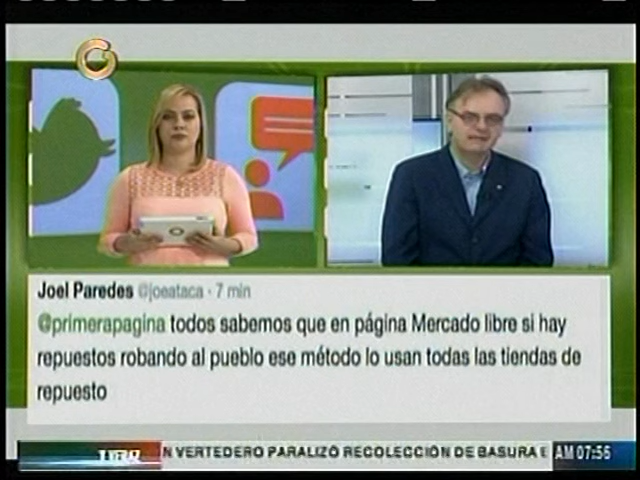 Joel Paredes @joeataca · 7 min
@primerapagina todos sabemos que en página Mercado libre si hay
repuestos robando al pueblo ese método lo usan todas las tiendas de
repuesto
N VERTEDERO PARALIZÓ RECOLECCIÓN DE BASURA E
AM 07:56